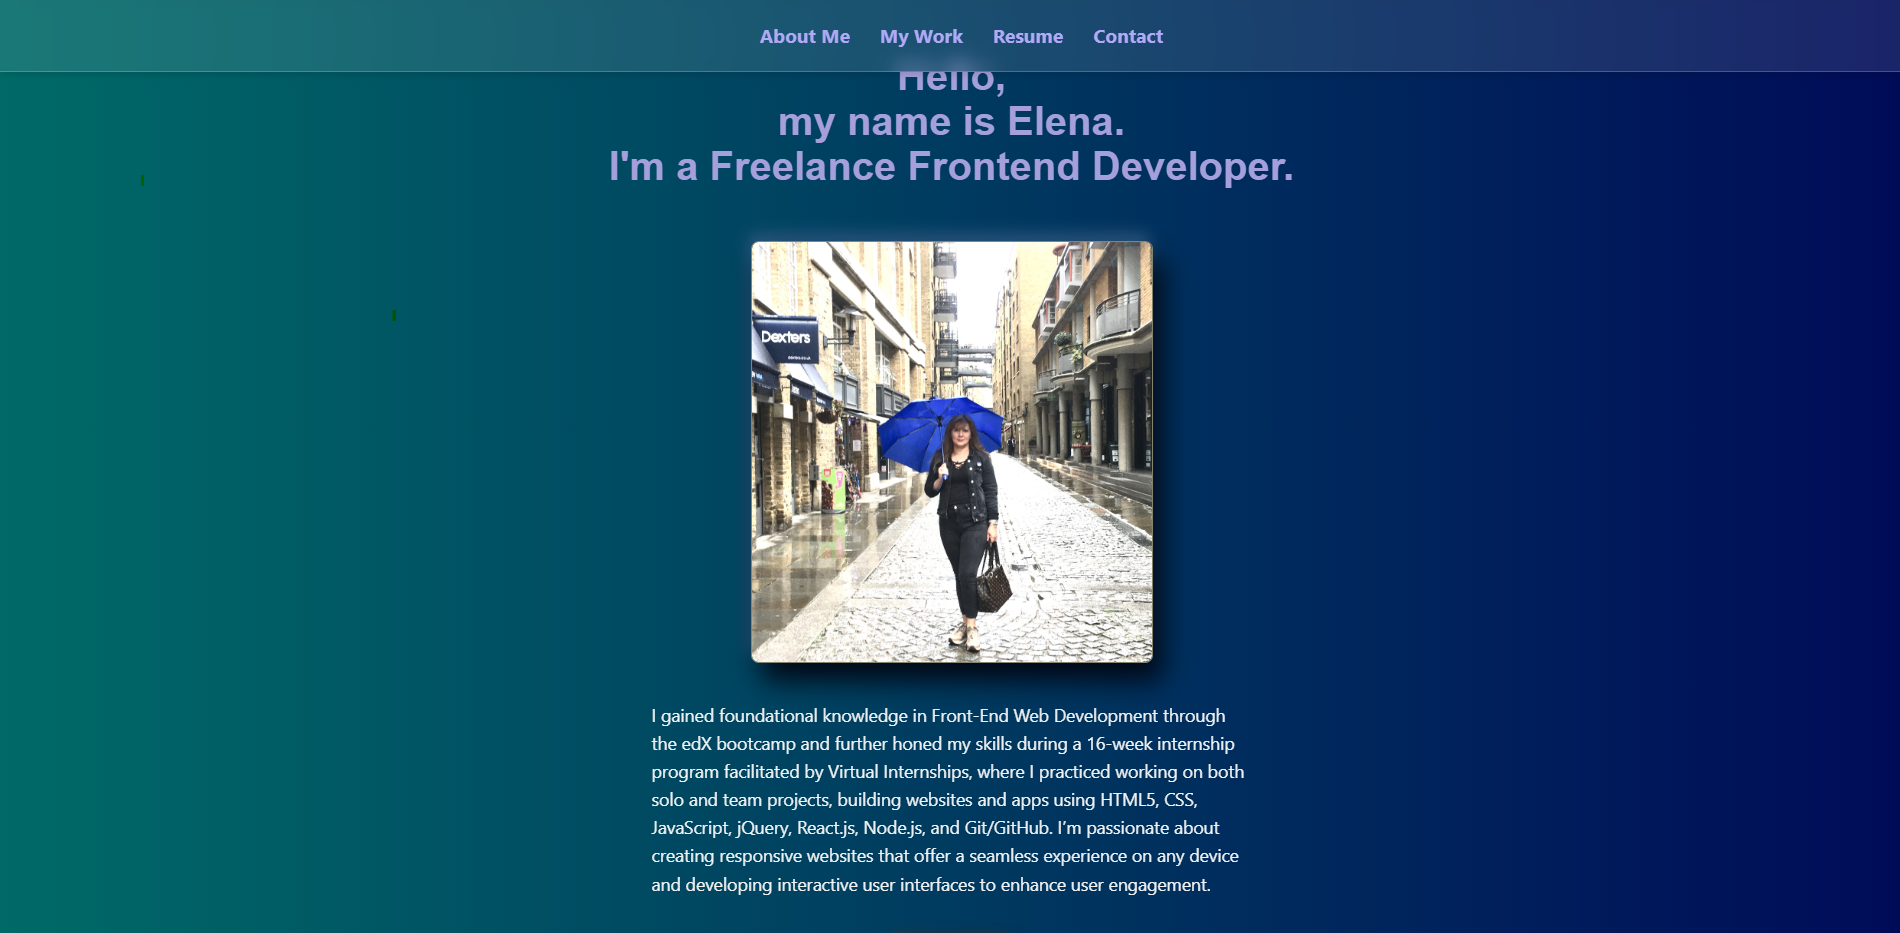 About Me My Work Resume Contact
Hello,
my name is Elena.
I'm a Freelance Frontend Developer.
Dexters
I gained foundational knowledge in Front-End Web Development through
the edX bootcamp and further honed my skills during a 16-week internship
program facilitated by Virtual Internships, where I practiced working on both
solo and team projects, building websites and apps using HTML5, CSS,
JavaScript, jQuery, React.js, Node.js, and Git/GitHub. I’m passionate about
creating responsive websites that offer a seamless experience on any device
and developing interactive user interfaces to enhance user engagement.